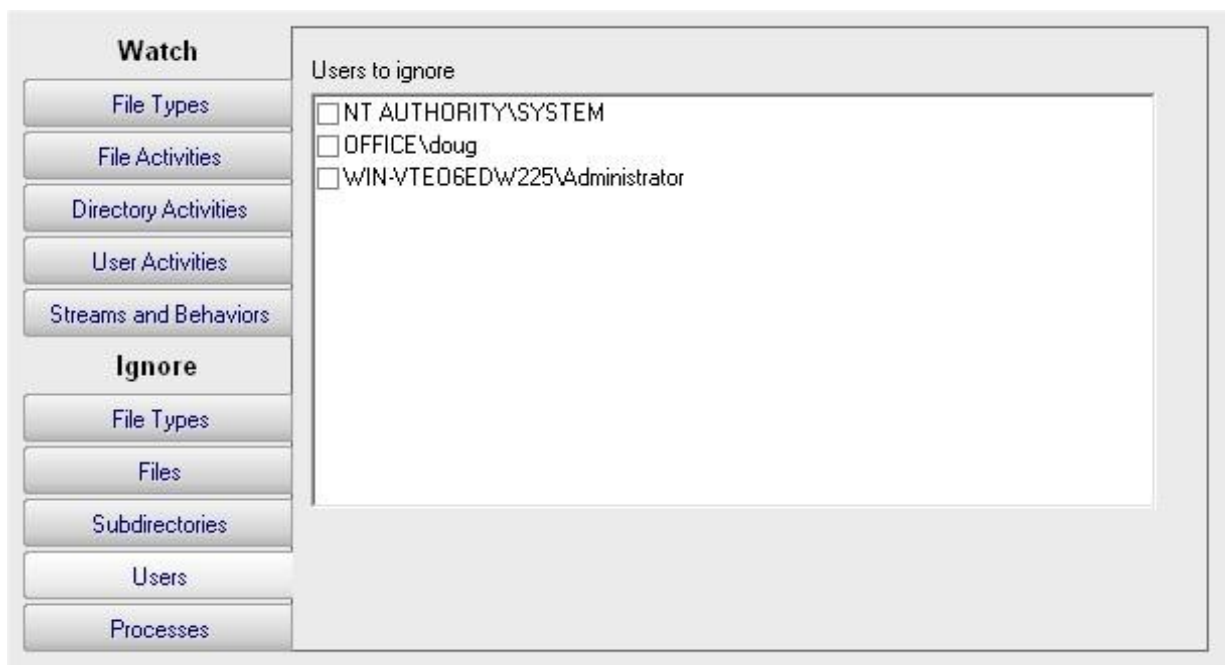 Watch
File Types
File Activities
Directory Activities
User Activities
Streams and Behaviors
Ignore
File Types
Files
Subdirectories
Users
Processes
Users to ignore
NT AUTHORITY\SYSTEM
OFFICE\doug
WIN-VTEO6EDW225\Administrator